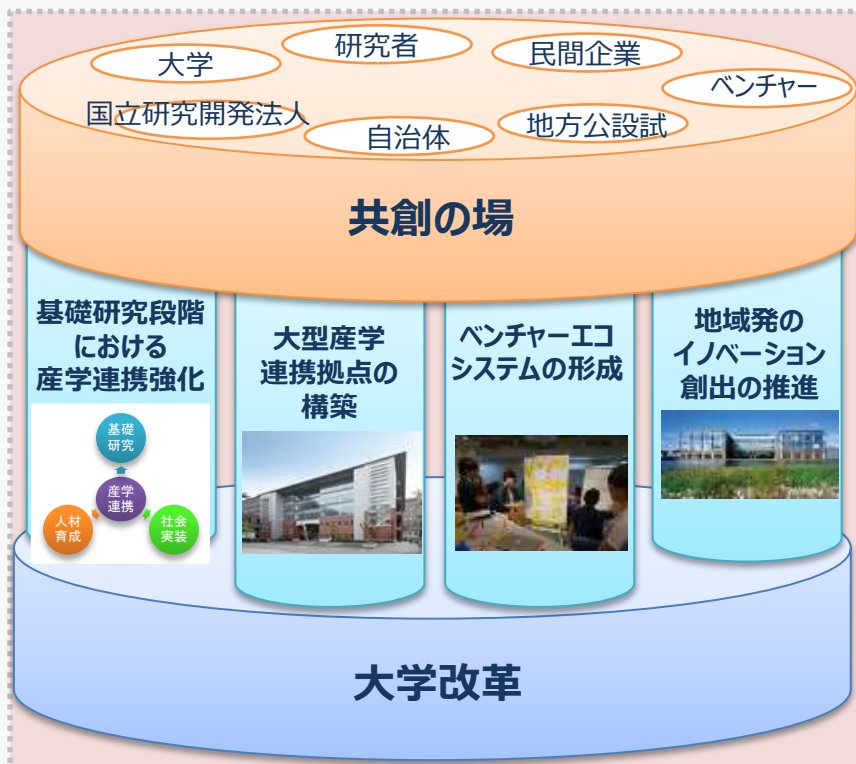 大学
研究者
民間企業
ベンチャー
国立研究開発法人
自治体
地方公設試
共創の場
基礎研究段階
における
産学連携強化
大型産学
連携拠点の
構築
ベンチャーエコ
システムの形成
地域発の
イノベーション
創出の推進
基礎
研究
産学
連携
人材
育成
社会
実装
大学改革